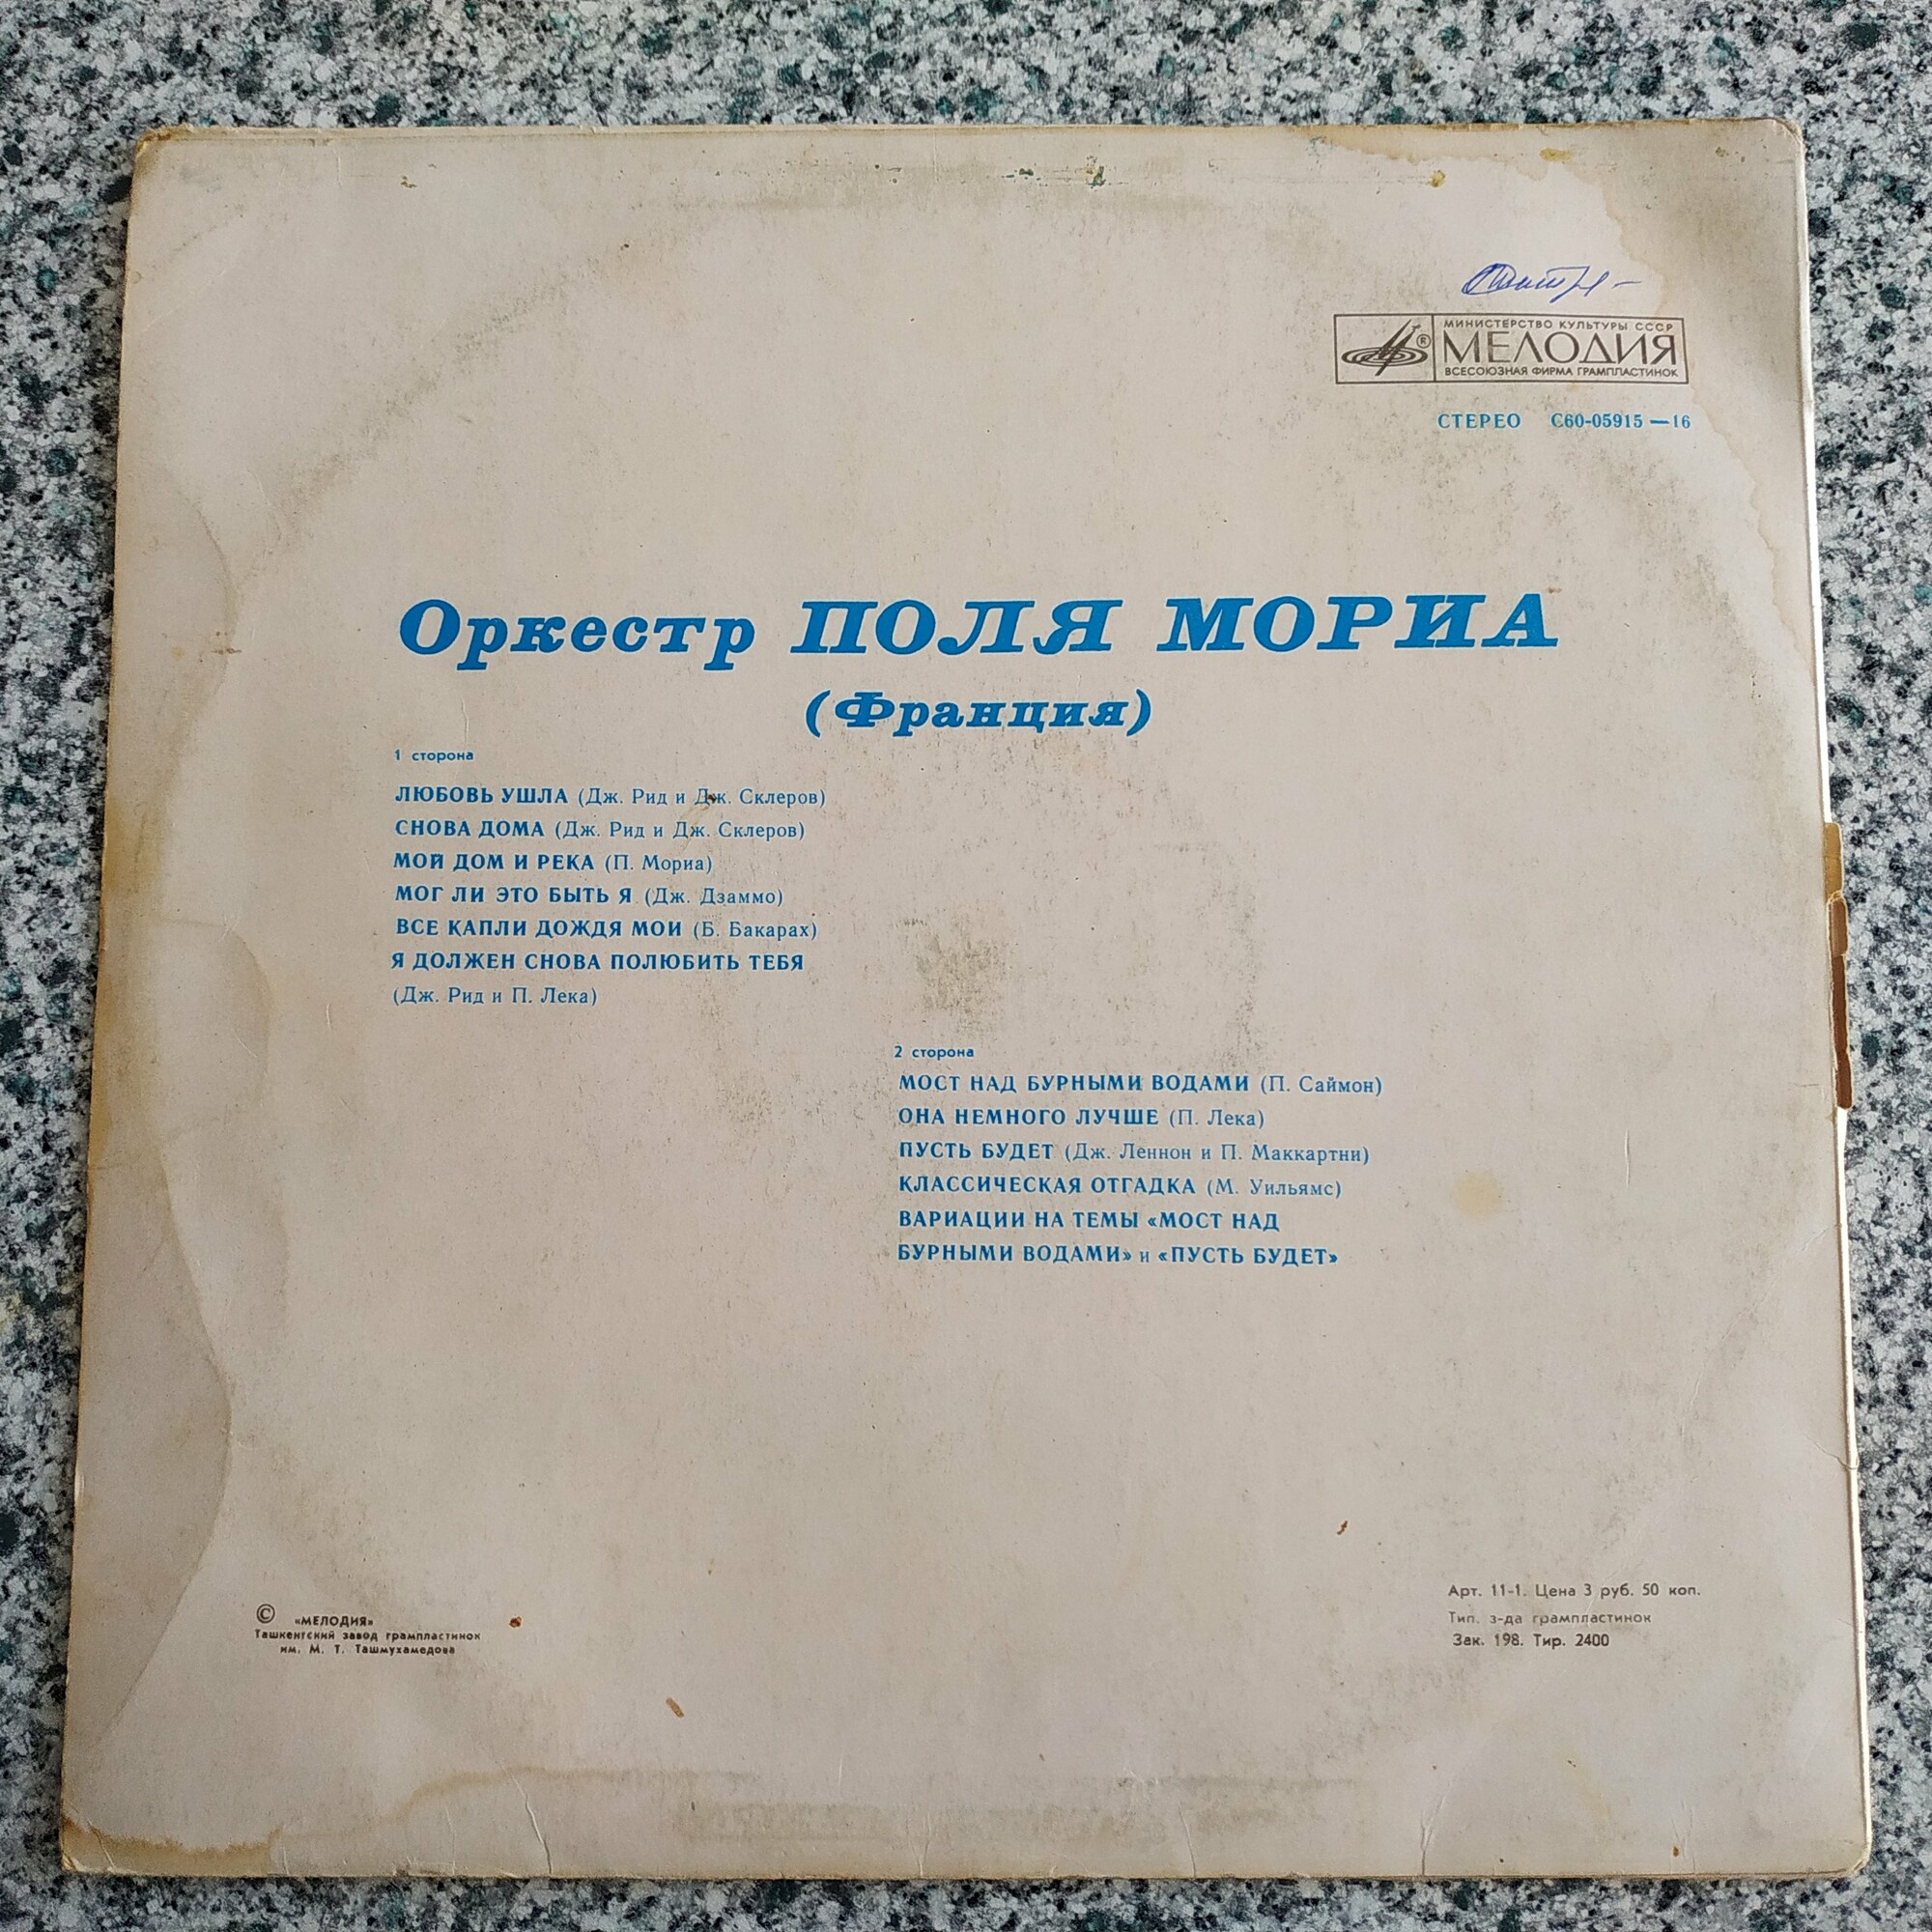 МИНИСТЕРСТВО КУЛЬТУРЫ СССР
МЕЛОДИЯ
ВСЕСОЮЗНАЯ ФИРМА ГРАМПЛАСТИНОК
СТЕРЕО С60-05915—16
Оркестр ПОЛЯ МОРИА
(Франция)
1 сторона
ЛЮБОВЬ УШЛА (Дж. Рид и Дж. Склеров)
СНОВА ДОМА (Дж. Рид и Дж. Склеров)
МОЙ ДОМ И РЕКА (П. Мориа)
МОГ ЛИ ЭТО БЫТЬ Я (Дж. Дзаммо)
ВСЕ КАПЛИ ДОЖДЯ МОИ (Б. Бакарах)
Я ДОЛЖЕН СНОВА ПОЛЮБИТЬ ТЕБЯ
(Дж. Рид и П. Лека)
2 сторона
МОСТ НАД БУРНЫМИ ВОДАМИ (П. Саймон)
ОНА НЕМНОГО ЛУЧШЕ (П. Лека)
ПУСТЬ БУДЕТ (Дж. Леннон и П. Маккартни)
КЛАССИЧЕСКАЯ ОТГАДКА (М. Уильямс)
ВАРИАЦИИ НА ТЕМЫ «МОСТ НАД
БУРНЫМИ ВОДАМИ» и «ПУСТЬ БУДЕТ»
© «МЕЛОДИЯ»
Ташкентский завод грампластинок
им. М. Т. Ташмухамедова
Арт. 11-1. Цена 3 руб. 50 коп.
Тип. з-да грампластинок
Зак. 198. Тир. 2400